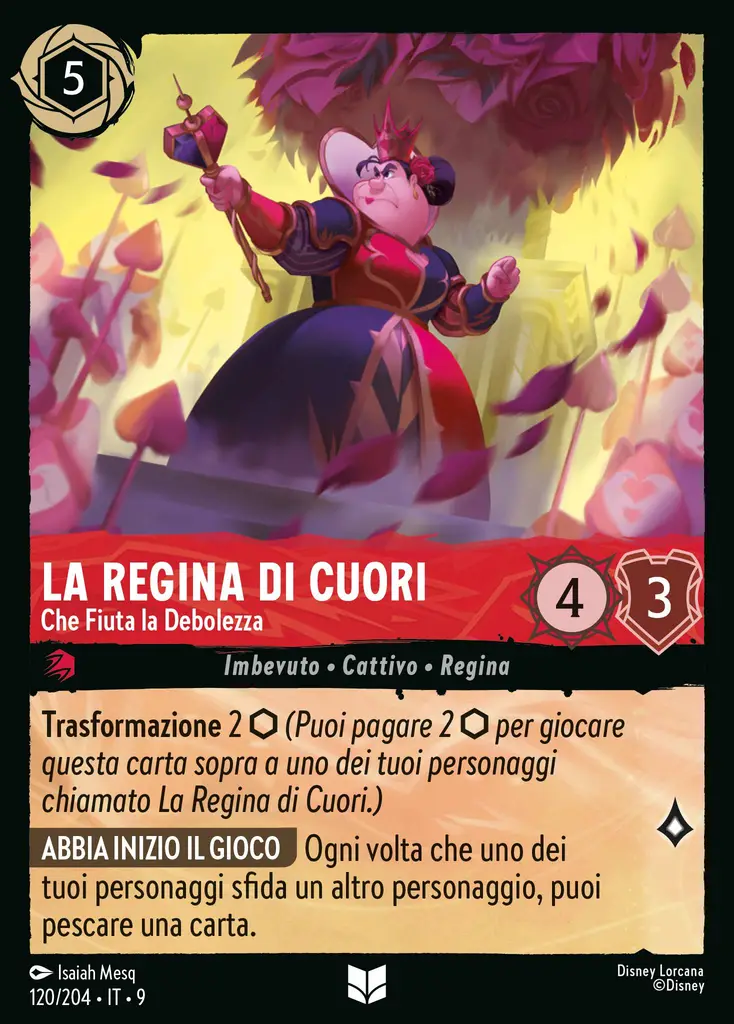 5
LA REGINA DI CUORI
Che Fiuta la Debolezza
4
3
Imbevuto • Cattivo • Regina
Trasformazione 2 (Puoi pagare 2 per giocare
questa carta sopra a uno dei tuoi personaggi
chiamato La Regina di Cuori.)
ABBIA INIZIO IL GIOCO Ogni volta che uno dei
tuoi personaggi sfida un altro personaggio, puoi
pescare una carta.
Isaiah Mesq
120/204 • IT • 9
Disney Lorcana
©Disney